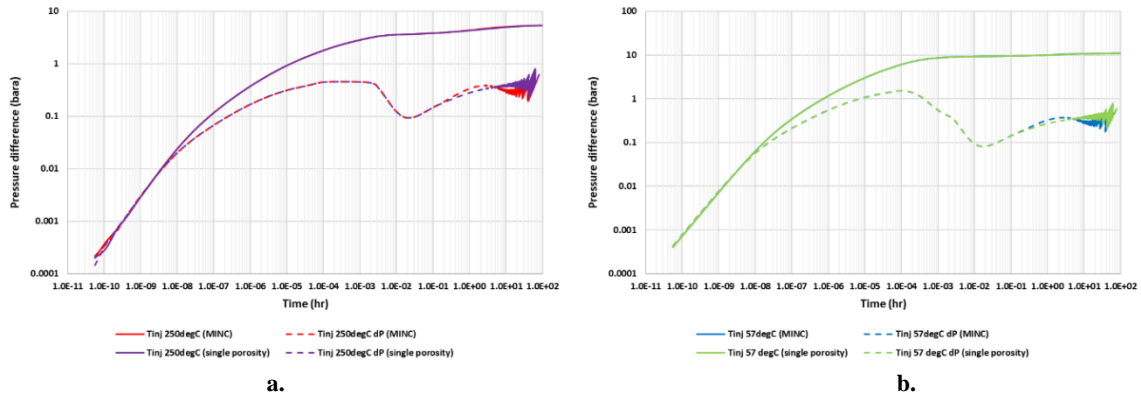 10
1
0.1
0.01
0.001
0.0001
Pressure difference (bara)
1.0E-11 1.0E-10 1.0E-09 1.0E-08 1.0E-07 1.0E-06 1.0E-05 1.0E-04 1.0E-03 1.0E-02 1.0E-01 1.0E+00 1.0E+01 1.0E+02
Time (hr)
Tinj 250degC (MINC) Tinj 250degC dP (MINC)
Tinj 250degC (single porosity) Tinj 250degC dP (single porosity)
a.
100
10
1
0.1
0.01
0.001
0.0001
Pressure difference (bara)
1.0E-11 1.0E-10 1.0E-09 1.0E-08 1.0E-07 1.0E-06 1.0E-05 1.0E-04 1.0E-03 1.0E-02 1.0E-01 1.0E+00 1.0E+01 1.0E+02
Time (hr)
Tinj 57degC (MINC) Tinj 57degC dP (MINC)
Tinj 57 degC (single porosity) Tinj 57 degC dP (single porosity)
b.